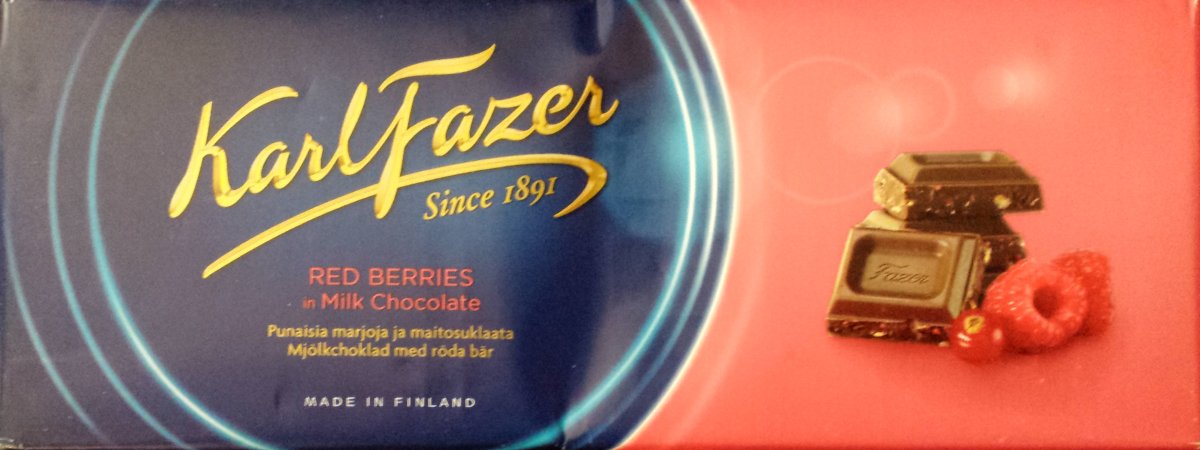 Karl Fazer
Since 1891
RED BERRIES
in Milk Chocolate
Punaisia marjoja ja maitosuklaata
Mjölkchoklad med röda bär
MADE IN FINLAND
Fazer